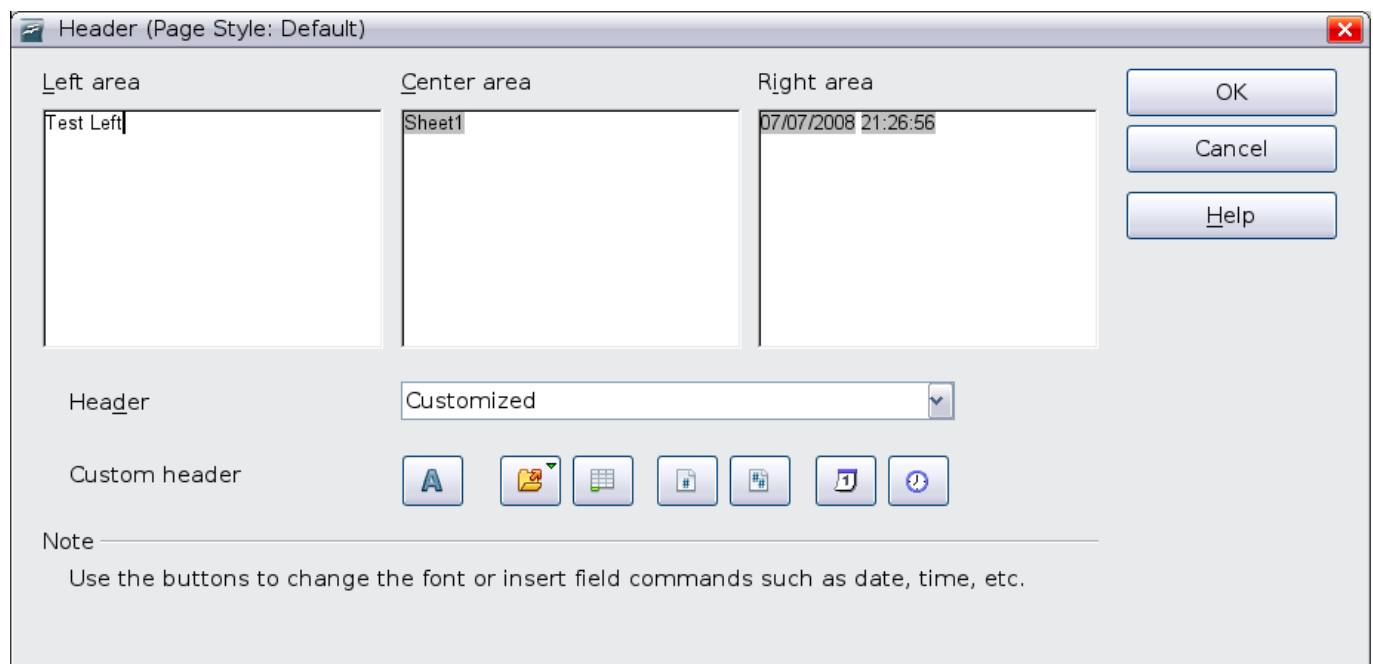 Header (Page Style: Default)
Left area
Center area
Right area
OK
Test Left
Sheet1
07/07/2008 21:26:56
Cancel
Help
Header
Customized
Custom header
Note
Use the buttons to change the font or insert field commands such as date, time, etc.